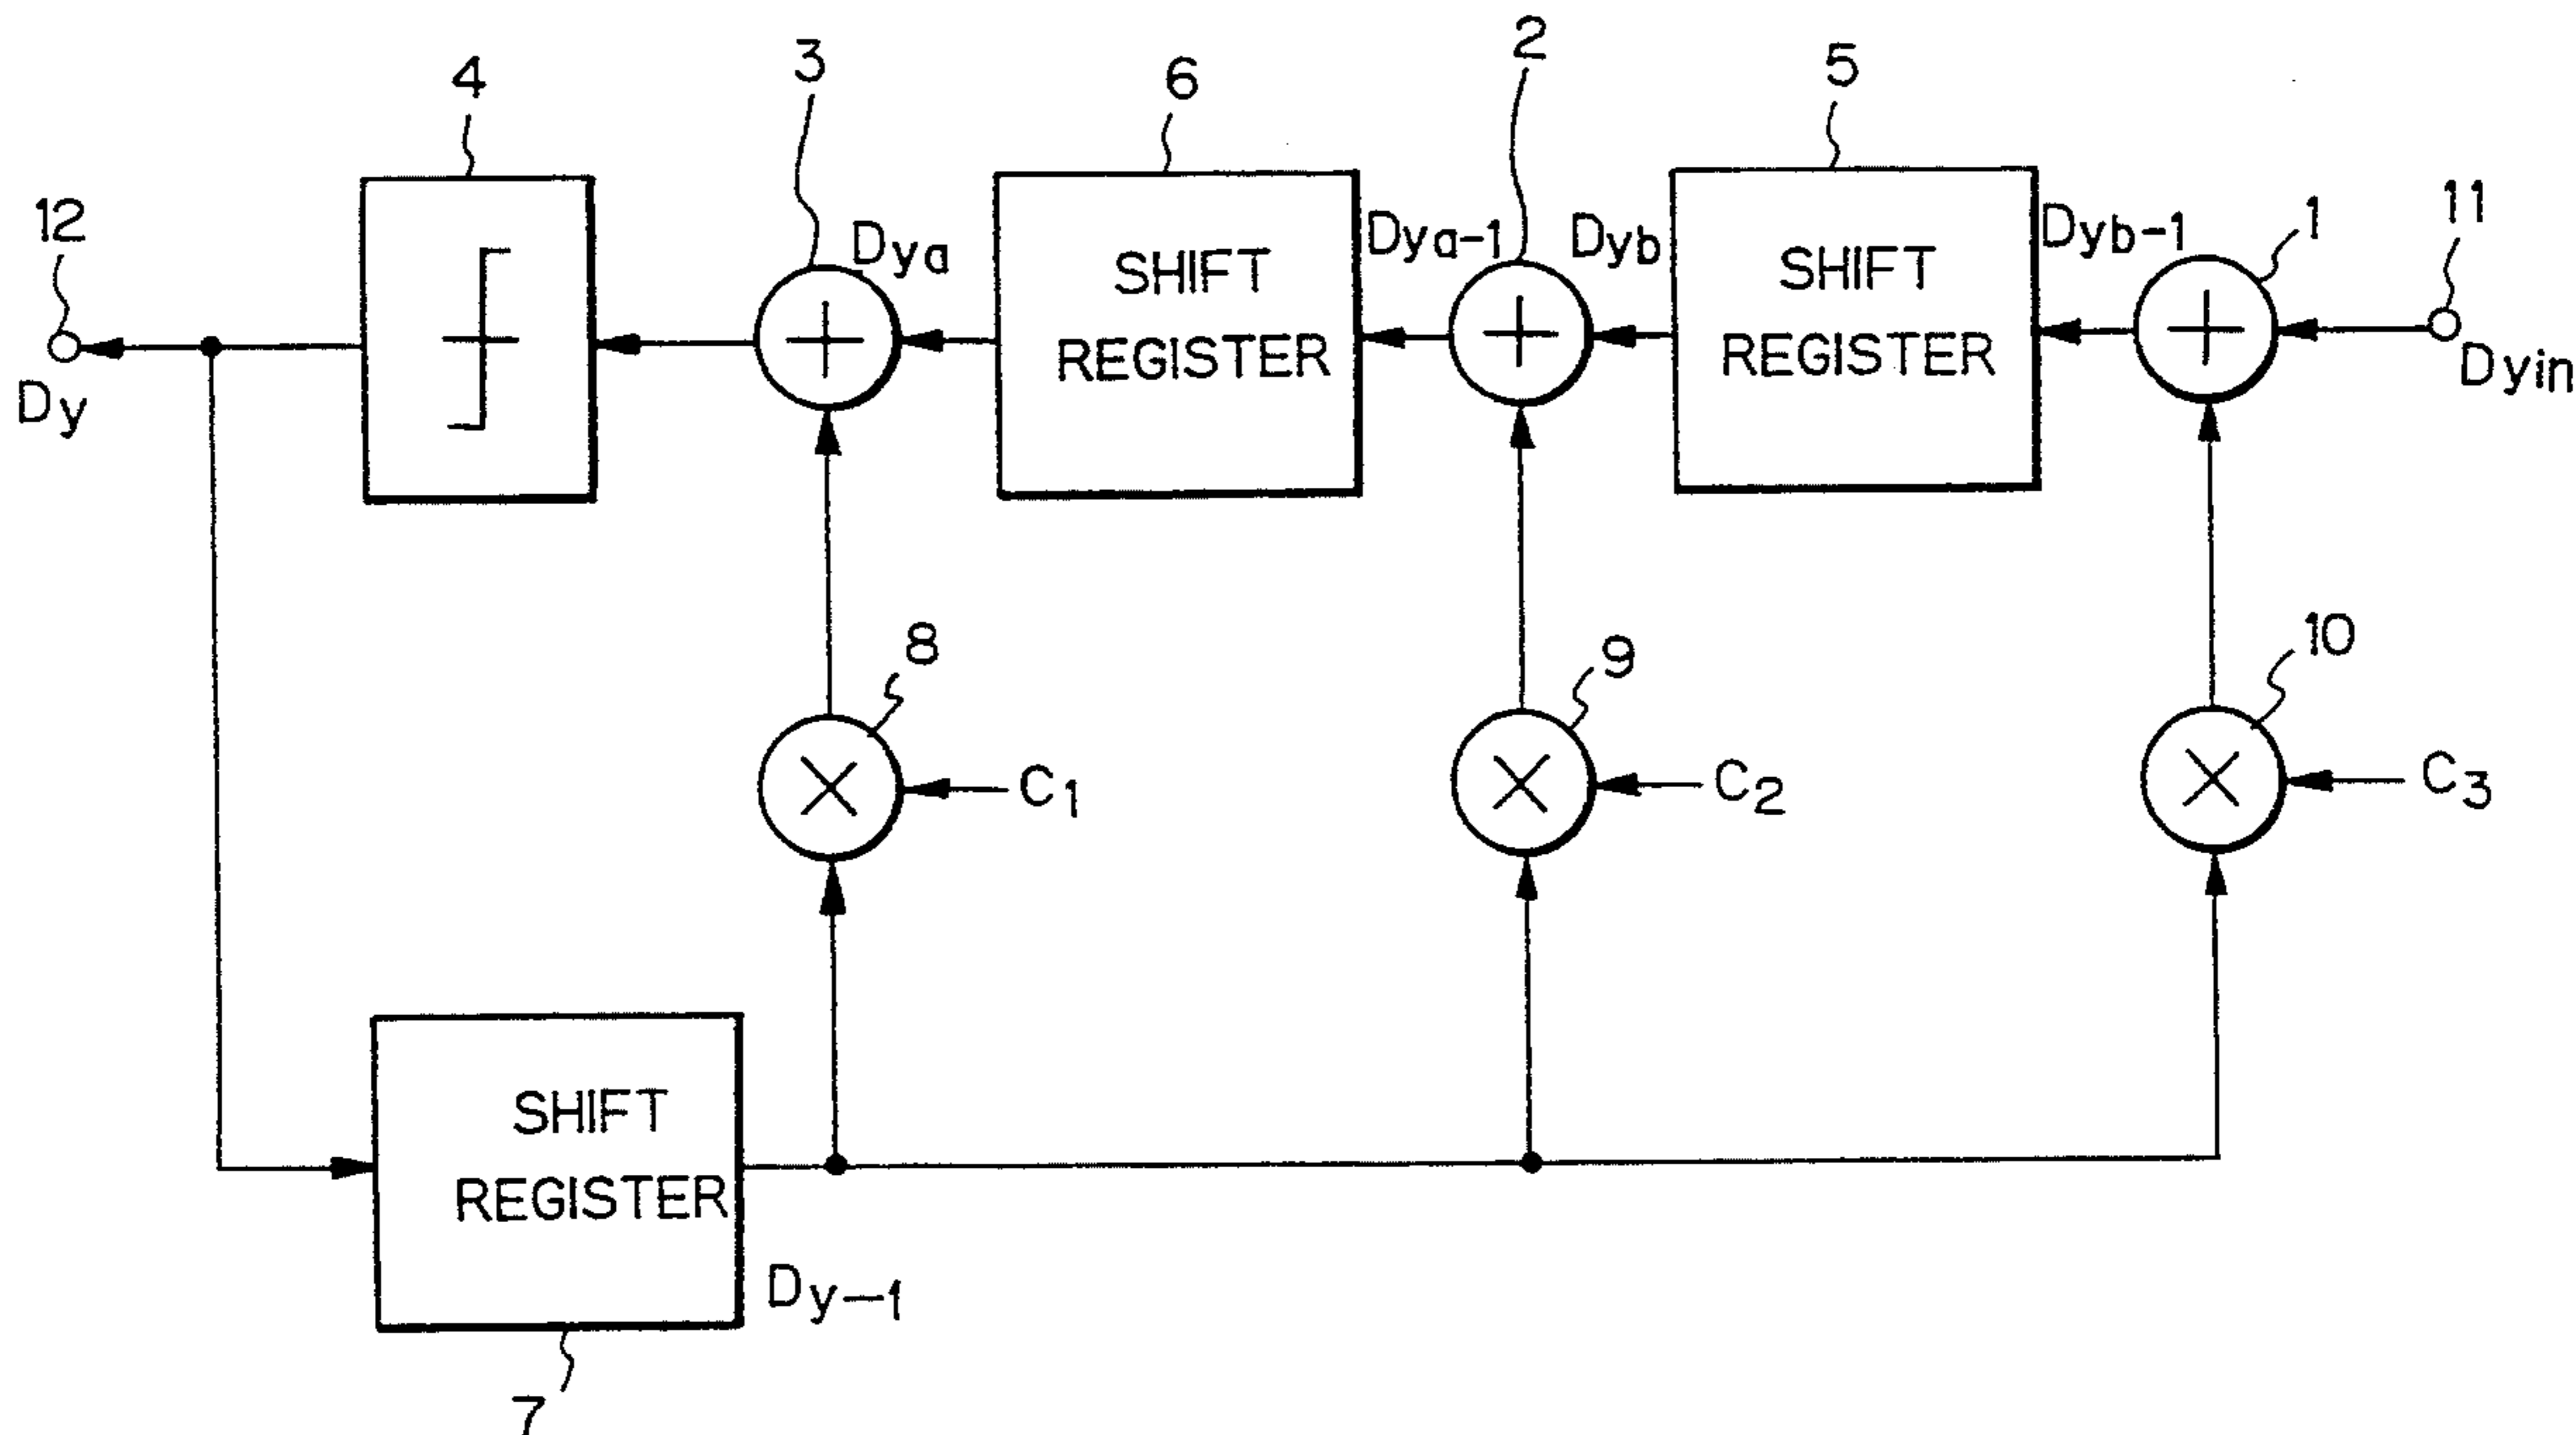 2
3
5
4
6
12
Dya
Dya-1
Dyb
Dyb-1
1
11
SHIFT
REGISTER
SHIFT
REGISTER
Dy
Dyin
8
9
10
C1
C2
C3
SHIFT
REGISTER
Dy-1
7